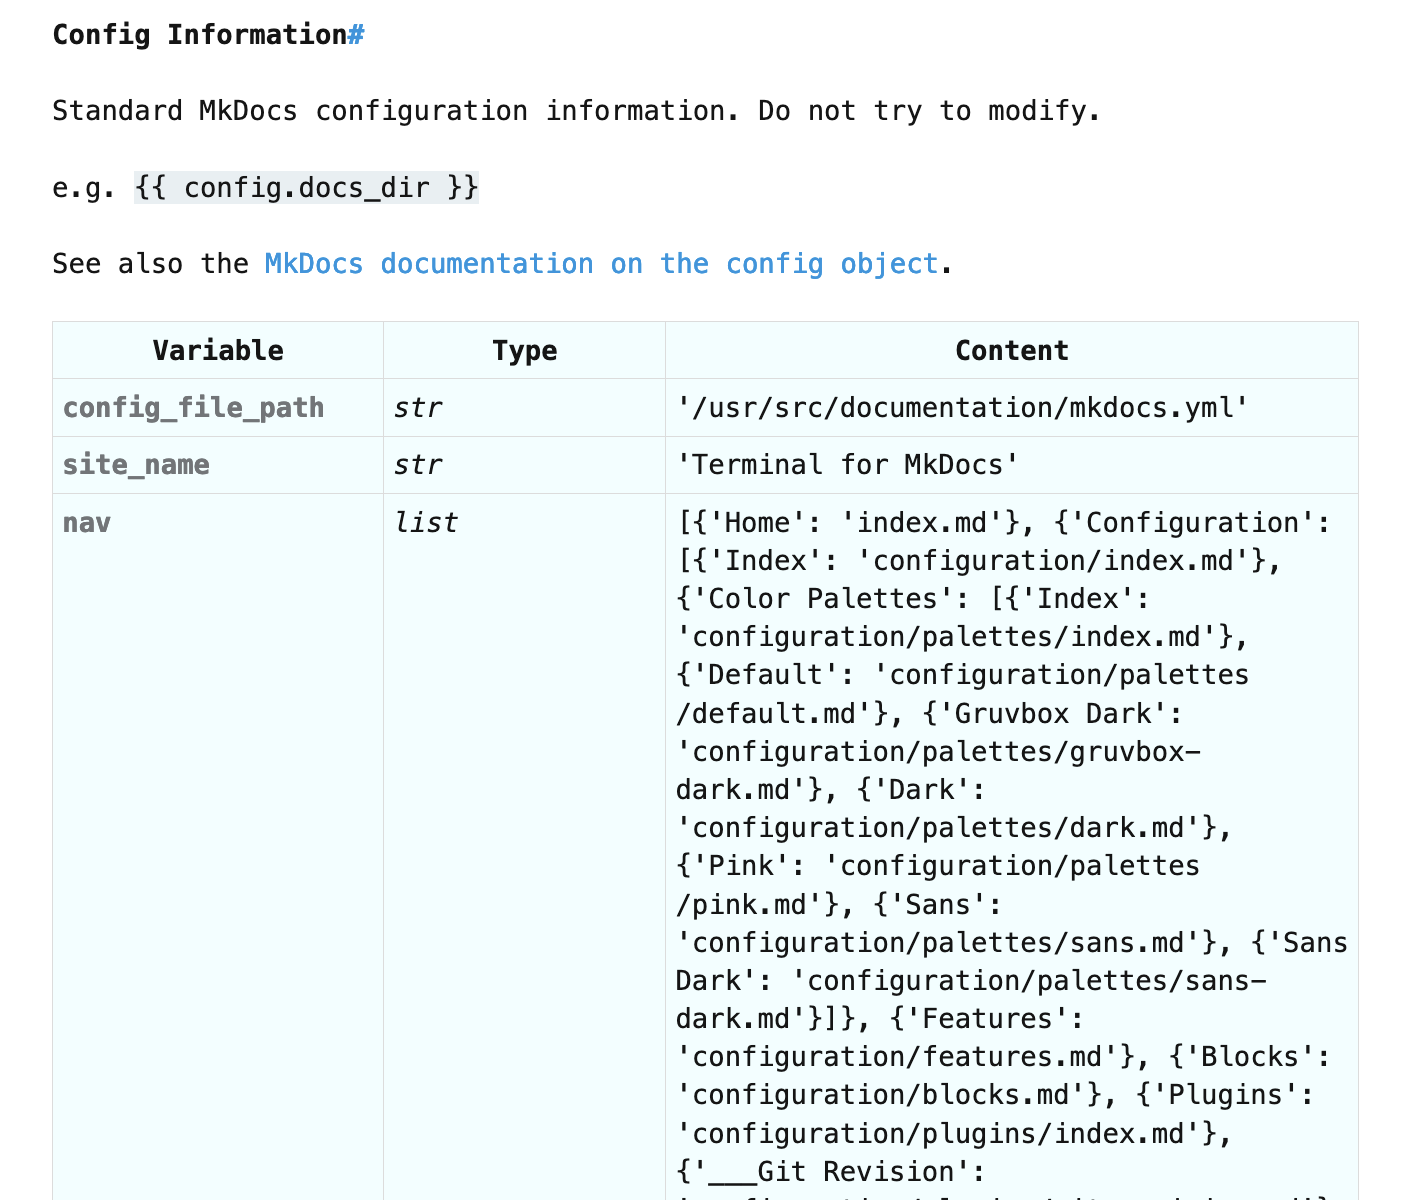 Config Information#
Standard MkDocs configuration information. Do not try to modify.
e.g. {{ config.docs_dir }}
See also the MkDocs documentation on the config object.
Variable Type Content
config_file_path str '/usr/src/documentation/mkdocs.yml'
site_name str 'Terminal for MkDocs'
nav list [{'Home': 'index.md'}, {'Configuration':
[{'Index': 'configuration/index.md'},
{'Color Palettes': [{'Index':
'configuration/palettes/index.md'},
{'Default': 'configuration/palettes
/default.md'}, {'Gruvbox Dark':
'configuration/palettes/gruvbox-
dark.md'}, {'Dark':
'configuration/palettes/dark.md'},
{'Pink': 'configuration/palettes
/pink.md'}, {'Sans':
'configuration/palettes/sans.md'}, {'Sans
Dark': 'configuration/palettes/sans-
dark.md'}]}, {'Features':
'configuration/features.md'}, {'Blocks':
'configuration/blocks.md'}, {'Plugins':
'configuration/plugins/index.md'},
{'___Git Revision':